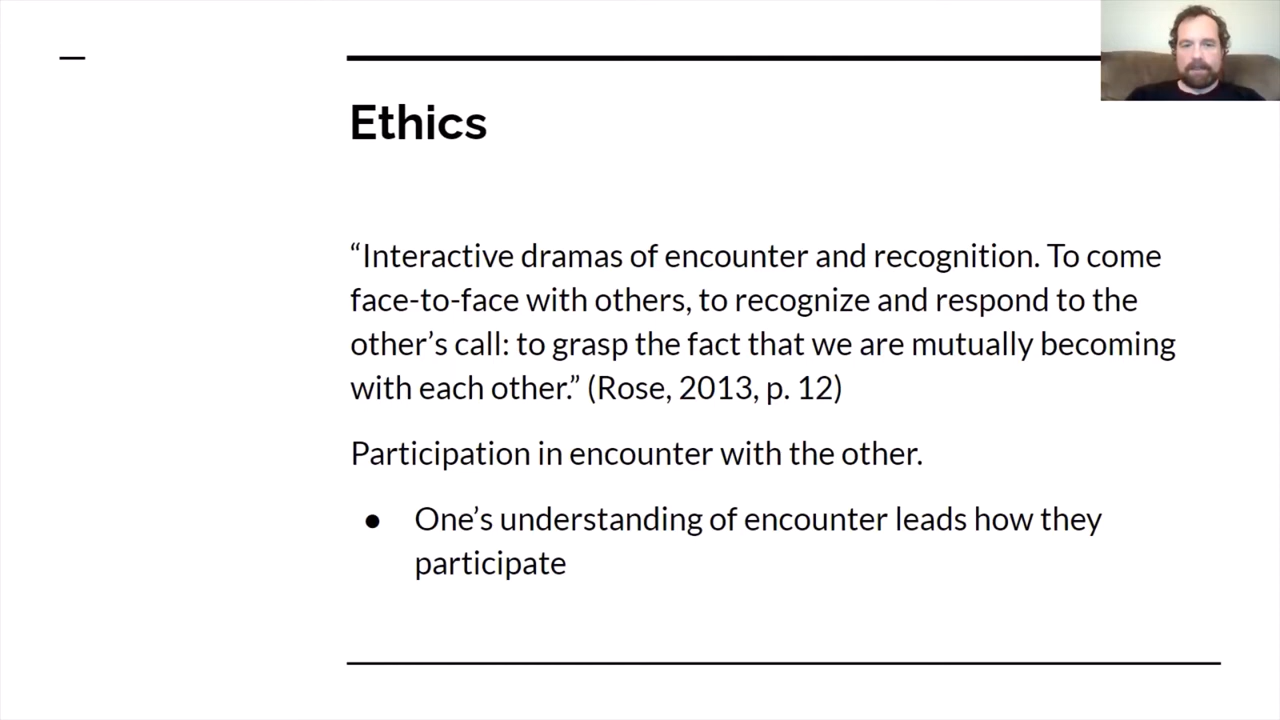 Ethics
“Interactive dramas of encounter and recognition. To come
face-to-face with others, to recognize and respond to the
other’s call: to grasp the fact that we are mutually becoming
with each other.” (Rose, 2013, p. 12)
Participation in encounter with the other.
● One’s understanding of encounter leads how they
participate